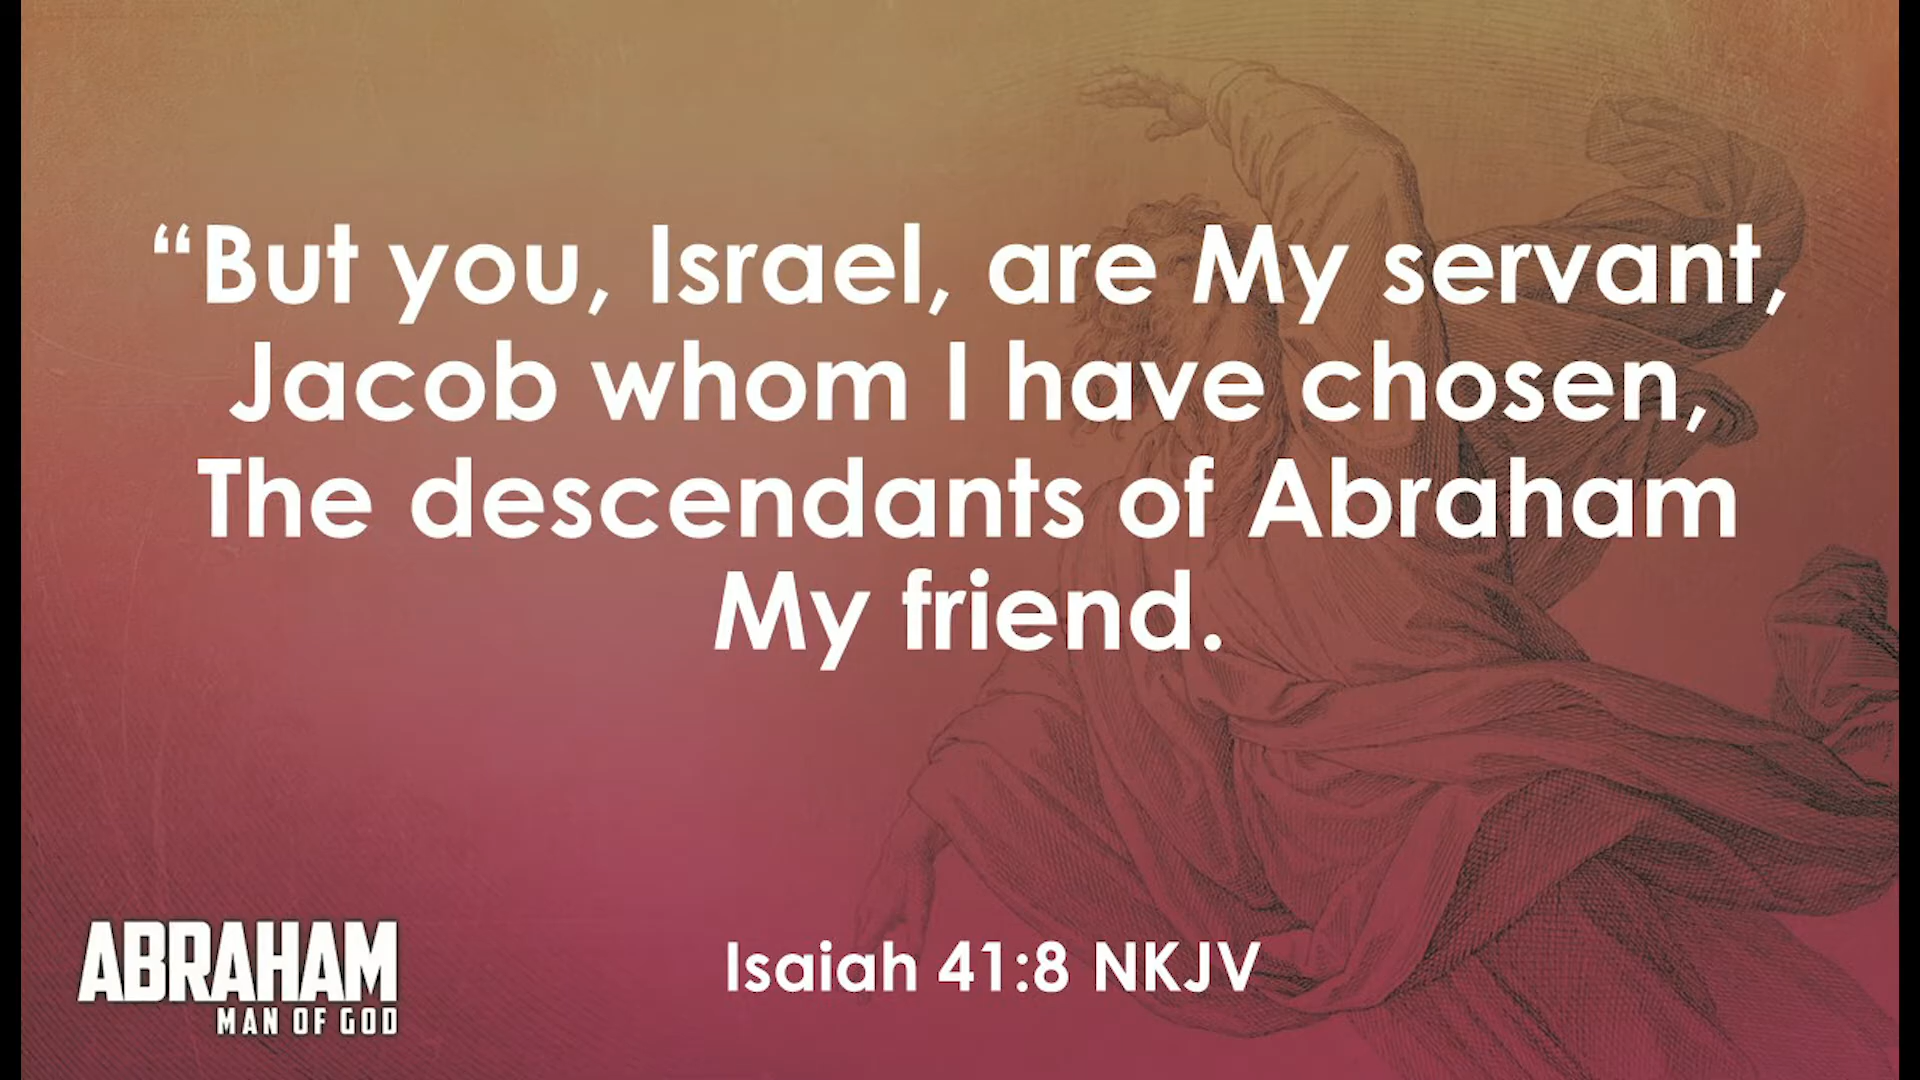 “But you, Israel, are My servant,
Jacob whom I have chosen,
The descendants of Abraham
My friend.
Isaiah 41:8 NKJV
ABRAHAM
MAN OF GOD